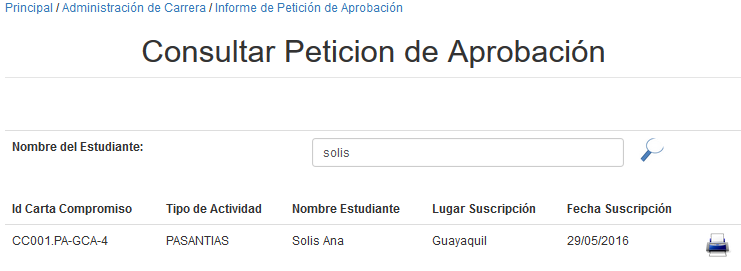 Principal / Administración de Carrera / Informe de Petición de Aprobación
Consultar Peticion de Aprobación
Nombre del Estudiante: solis
Id Carta Compromiso Tipo de Actividad Nombre Estudiante Lugar Suscripción Fecha Suscripción
CC001.PA-GCA-4 PASANTIAS Solis Ana Guayaquil 29/05/2016